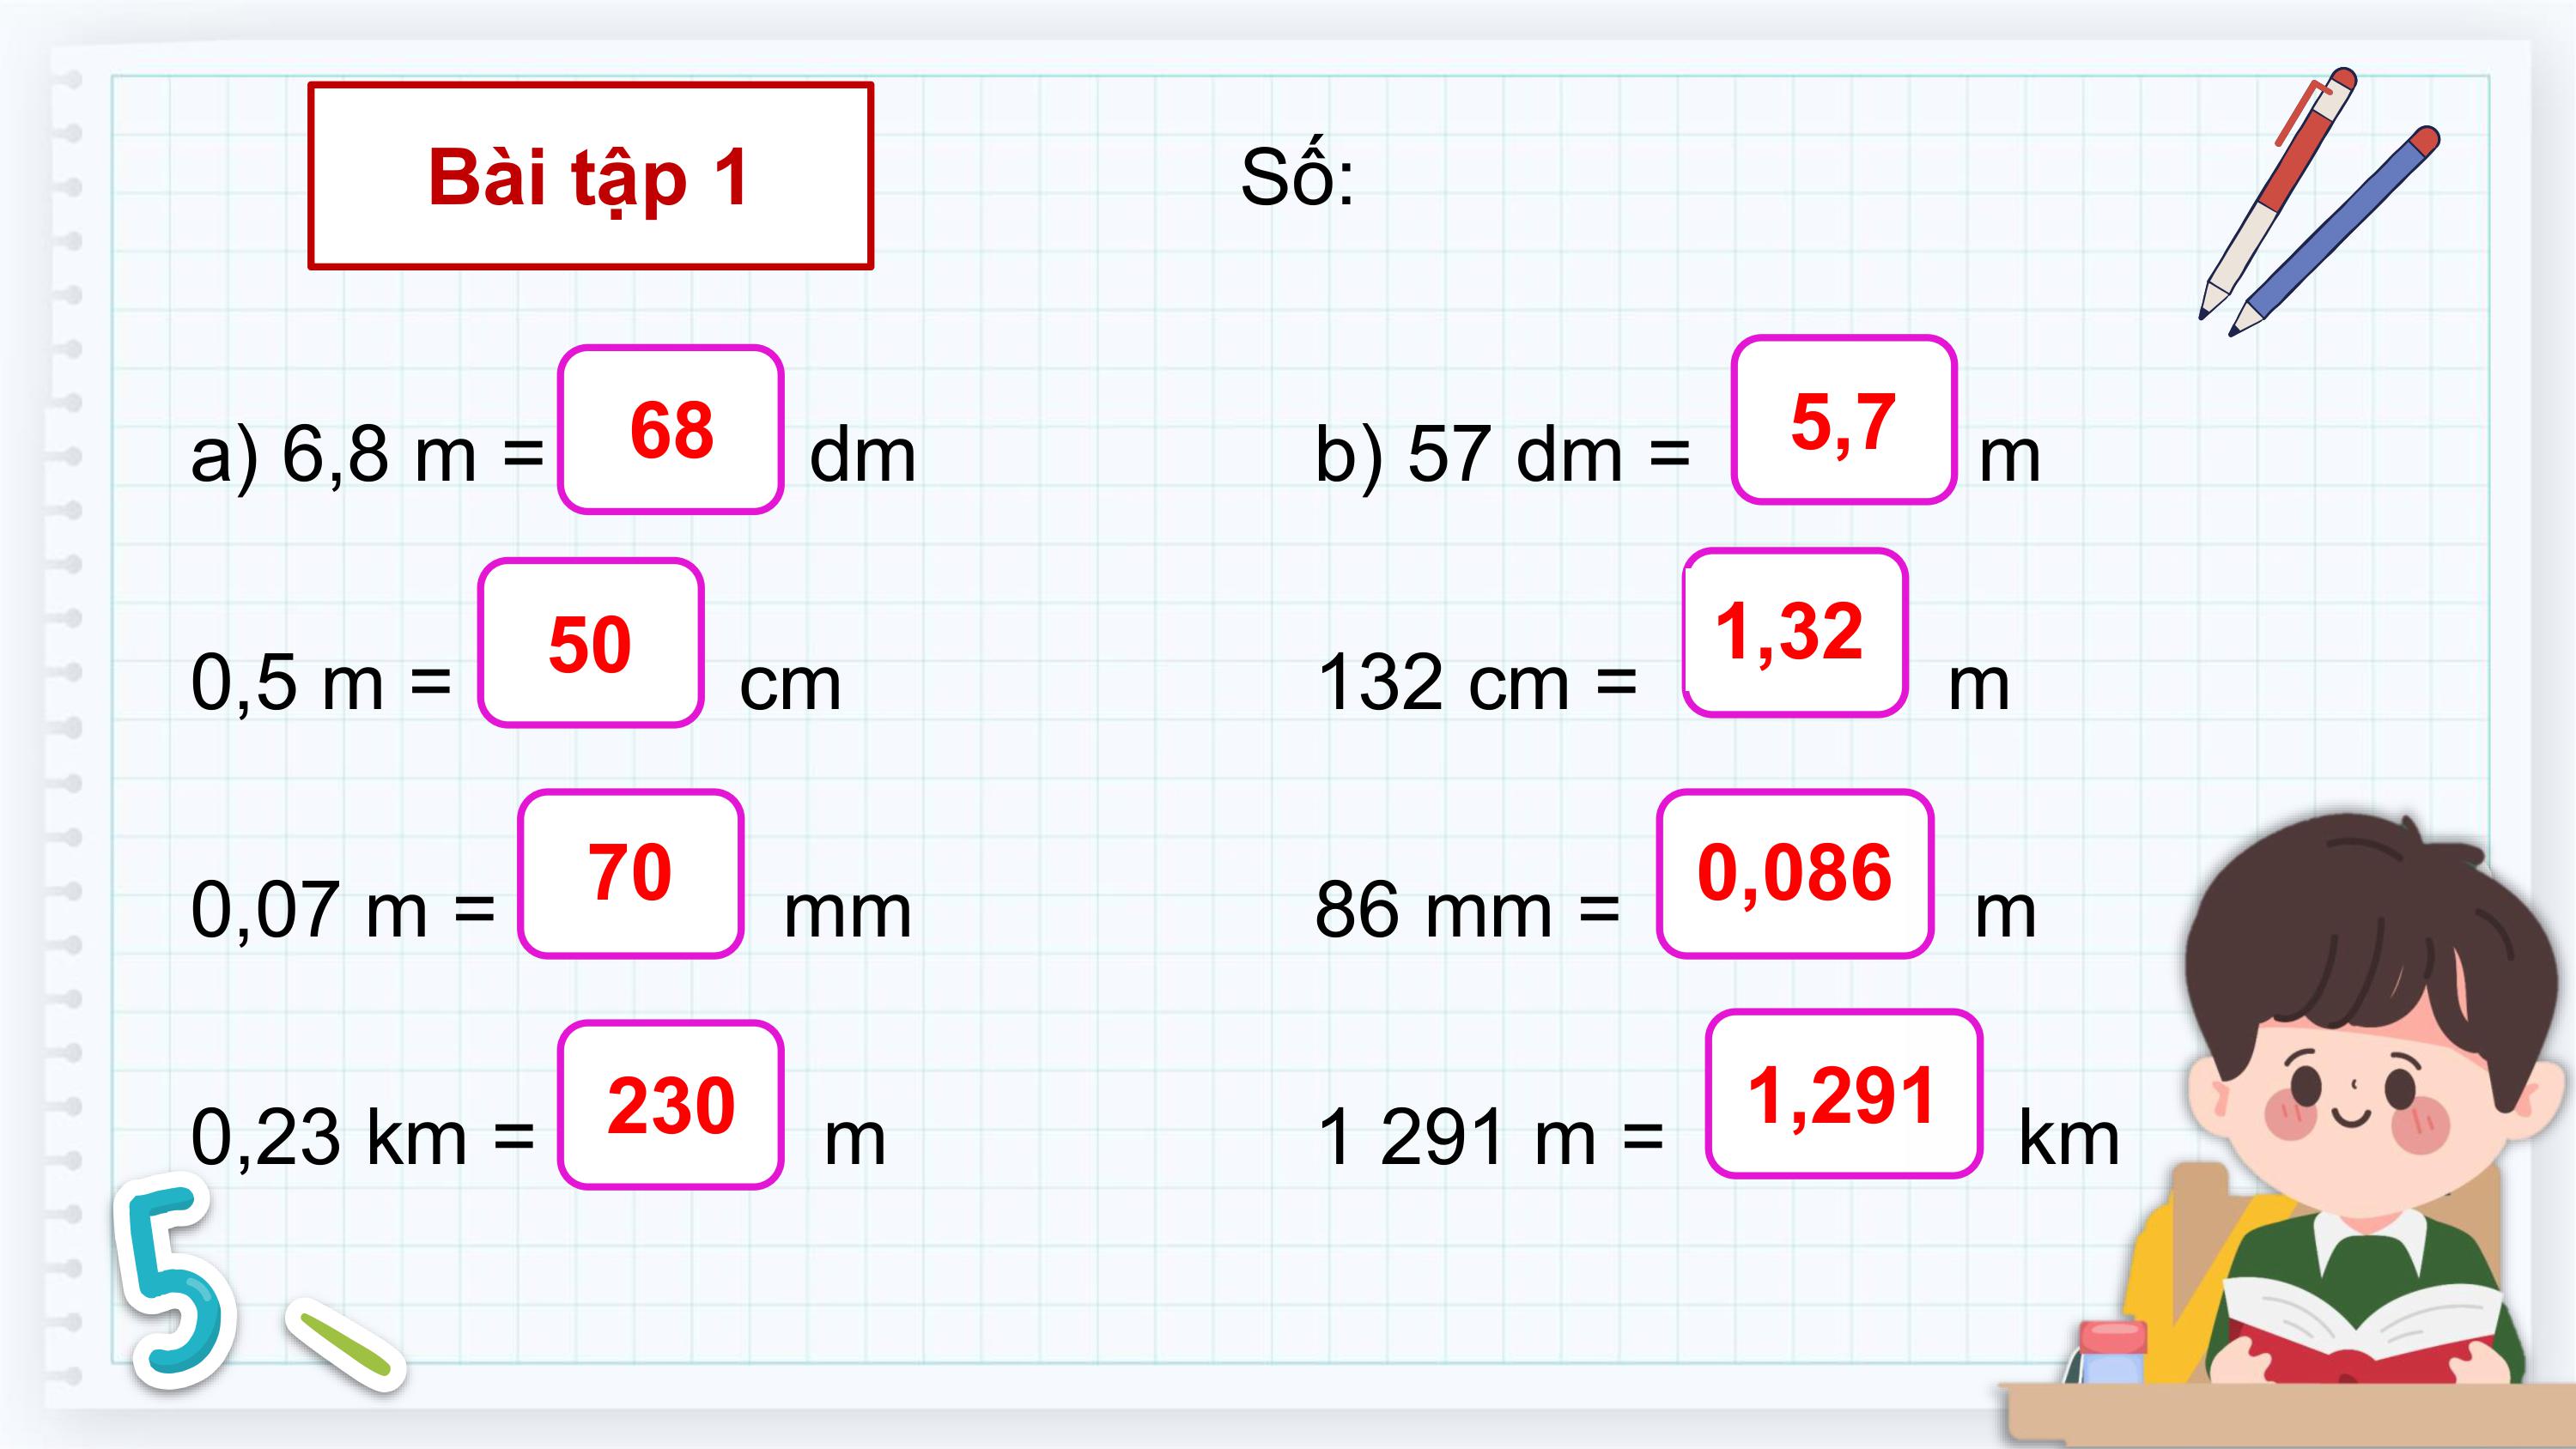 Bài tập 1
Số:
a) 6,8 m = 68 dm
0,5 m = 50 cm
0,07 m = 70 mm
0,23 km = 230 m
b) 57 dm = 5,7 m
132 cm = 1,32 m
86 mm = 0,086 m
1 291 m = 1,291 km
5